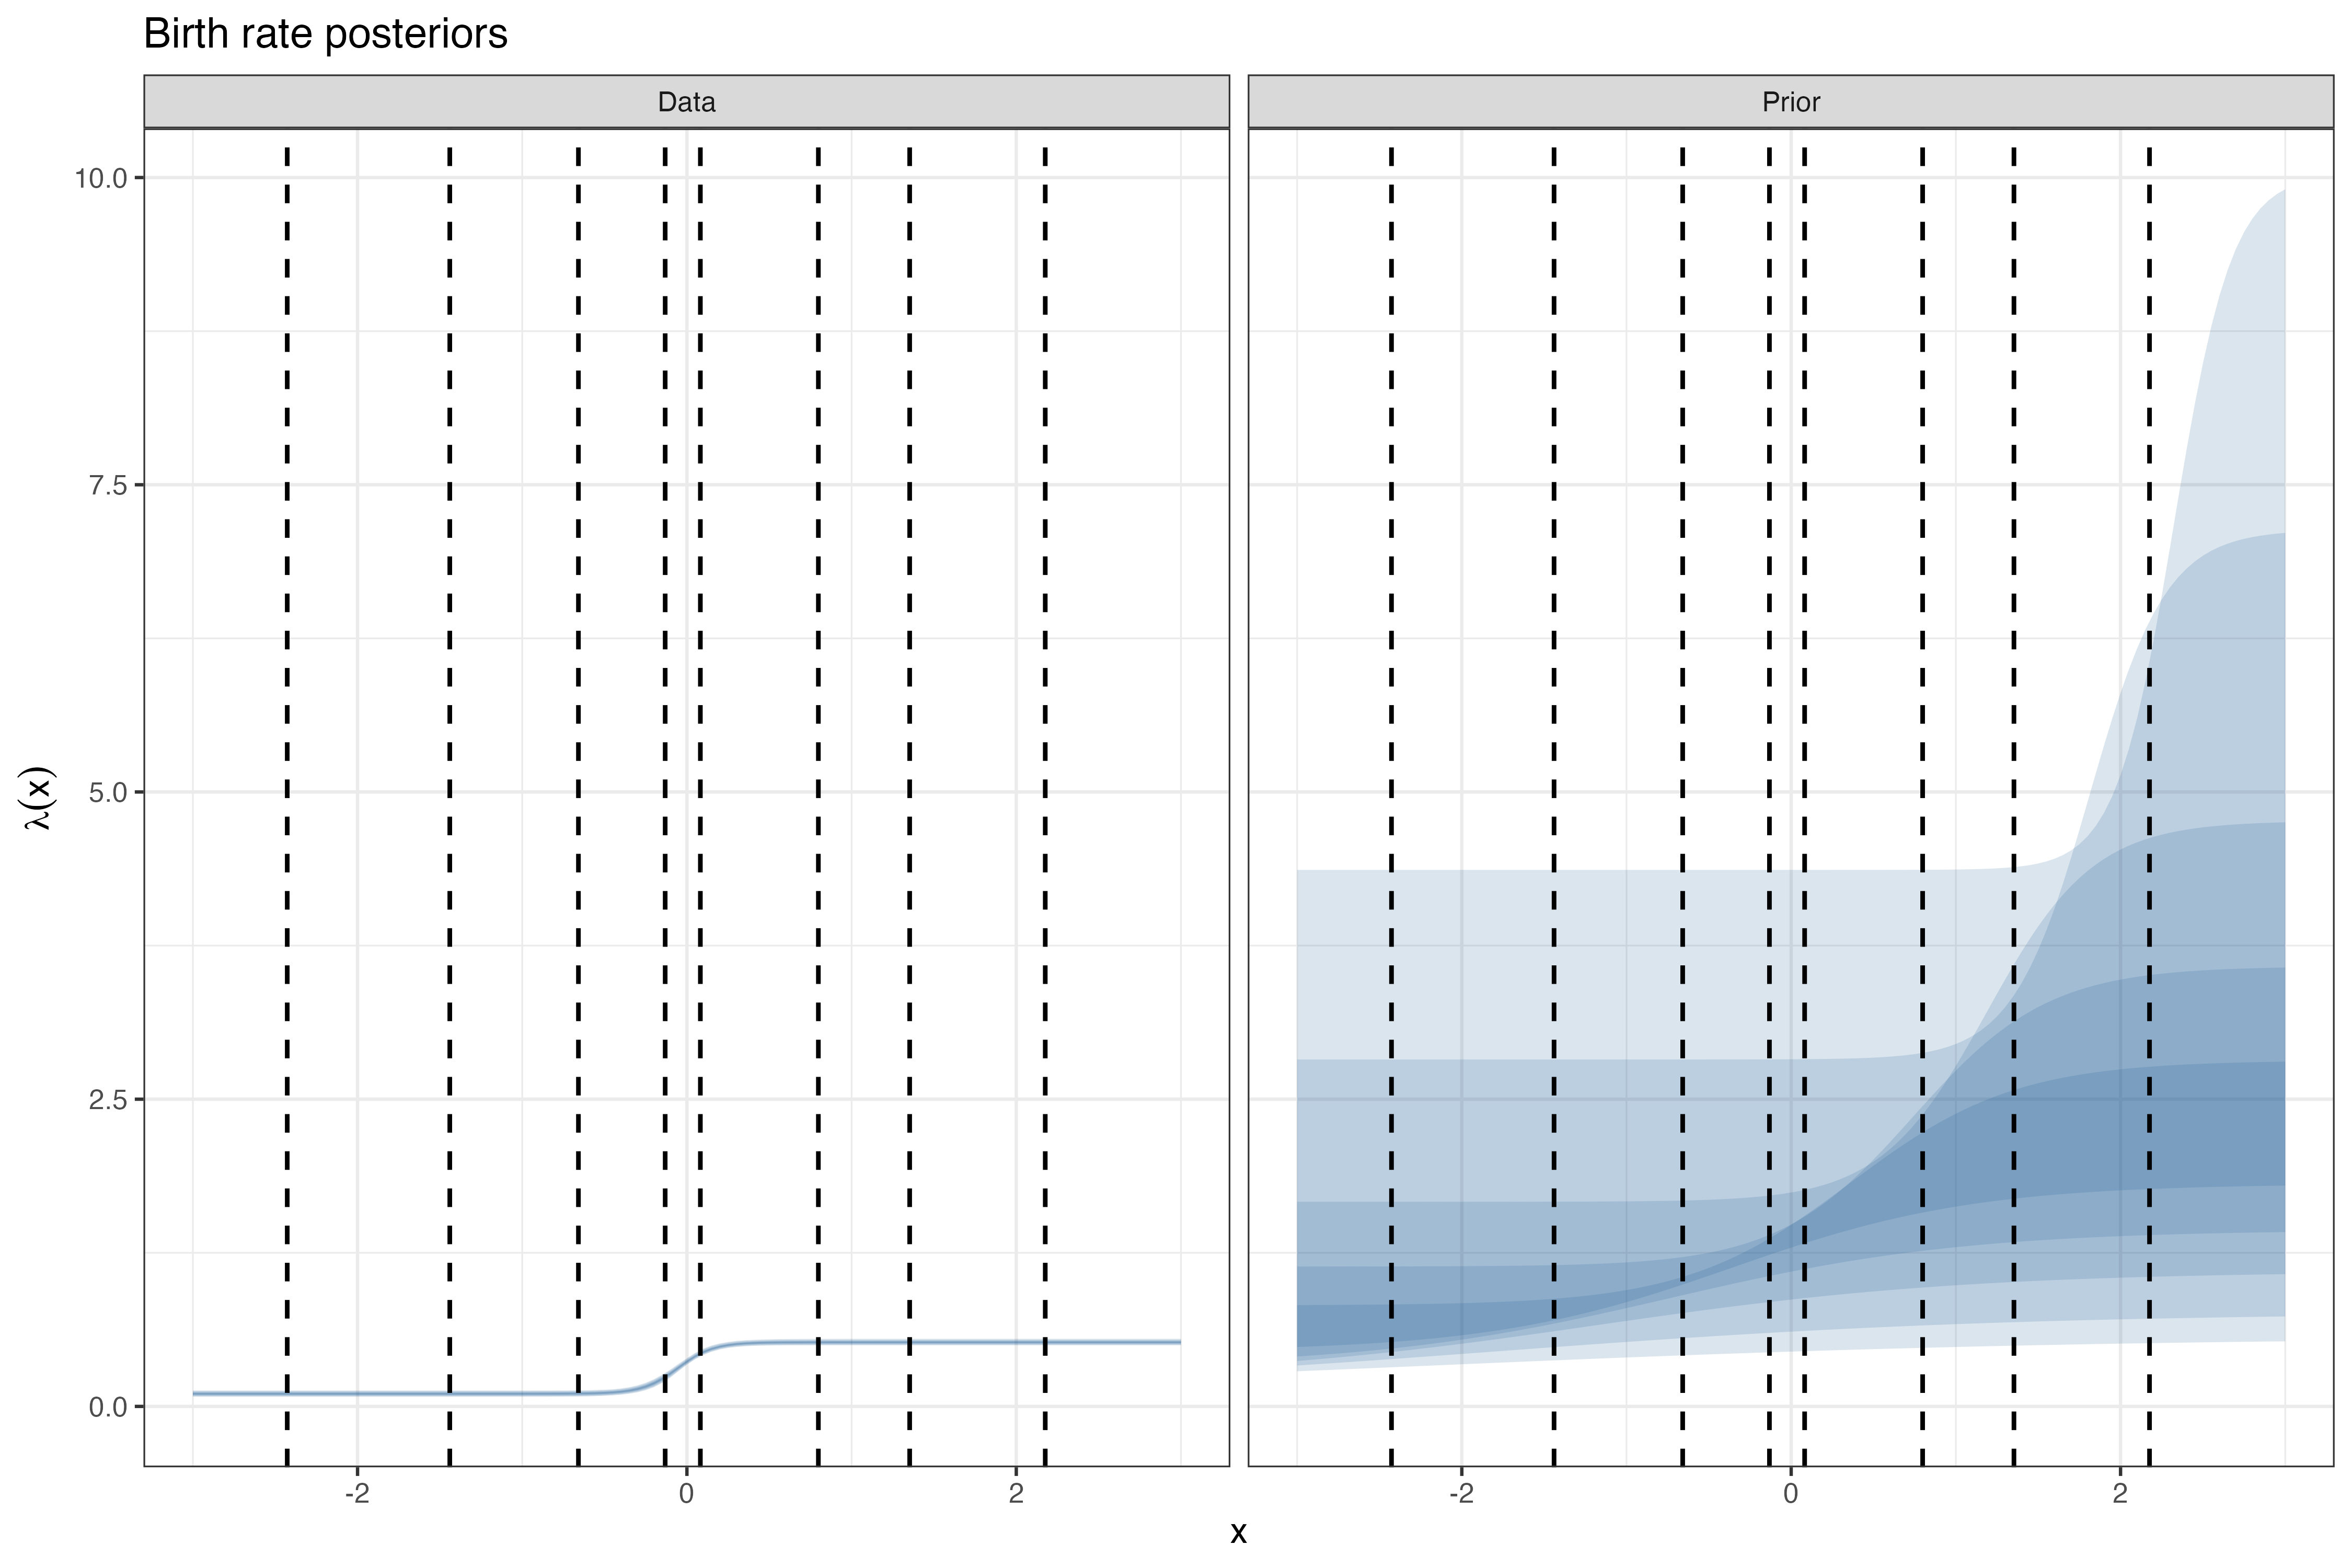 Birth rate posteriors
Data
Prior
10.0
7.5
5.0
2.5
0.0
λ(x)
-2
0
2
-2
0
2
x